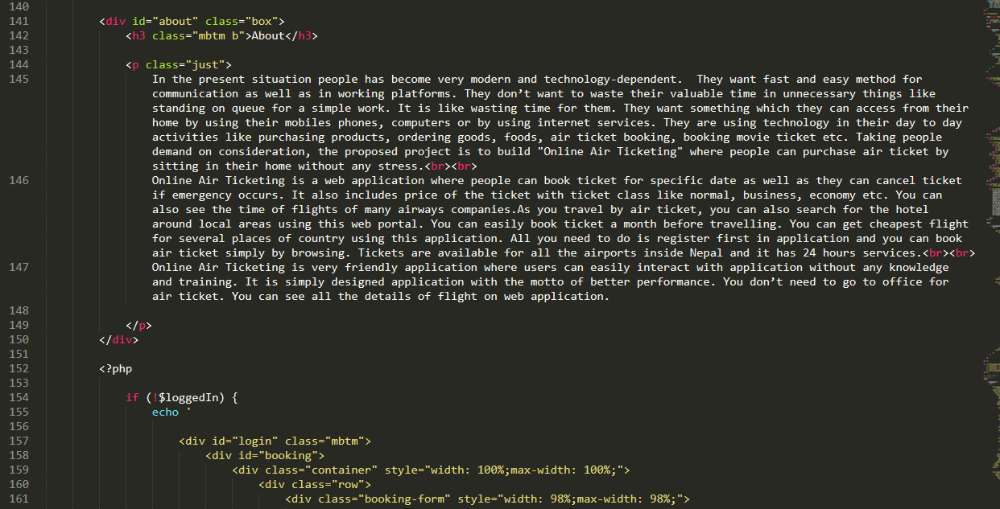 140
141 <div id="about" class="box">
142 <h3 class="mbtm b">About</h3>
143
144 <p class="just">
145 In the present situation people has become very modern and technology-dependent.  They want fast and easy method for
communication as well as in working platforms. They don’t want to waste their valuable time in unnecessary things like
standing on queue for a simple work. It is like wasting time for them. They want something which they can access from their
home by using their mobiles phones, computers or by using internet services. They are using technology in their day to day
activities like purchasing products, ordering goods, foods, air ticket booking, booking movie ticket etc. Taking people
demand on consideration, the proposed project is to build "Online Air Ticketing" where people can purchase air ticket by
sitting in their home without any stress.<br><br>
146 Online Air Ticketing is a web application where people can book ticket for specific date as well as they can cancel ticket
if emergency occurs. It also includes price of the ticket with ticket class like normal, business, economy etc. You can
also see the time of flights of many airways companies.As you travel by air ticket, you can also search for the hotel
around local areas using this web portal. You can easily book ticket a month before travelling. You can get cheapest flight
for several places of country using this application. All you need to do is register first in application and you can book
air ticket simply by browsing. Tickets are available for all the airports inside Nepal and it has 24 hours services.<br><br>
147 Online Air Ticketing is very friendly application where users can easily interact with application without any knowledge
and training. It is simply designed application with the motto of better performance. You don’t need to go to office for
air ticket. You can see all the details of flight on web application.
148
149 </p>
150 </div>
151
152 <?php
153
154 if (!$loggedIn) {
155 echo '
156
157 <div id="login" class="mbtm">
158 <div id="booking">
159 <div class="container" style="width: 100%;max-width: 100%;">
160 <div class="row">
161 <div class="booking-form" style="width: 98%;max-width: 98%;">